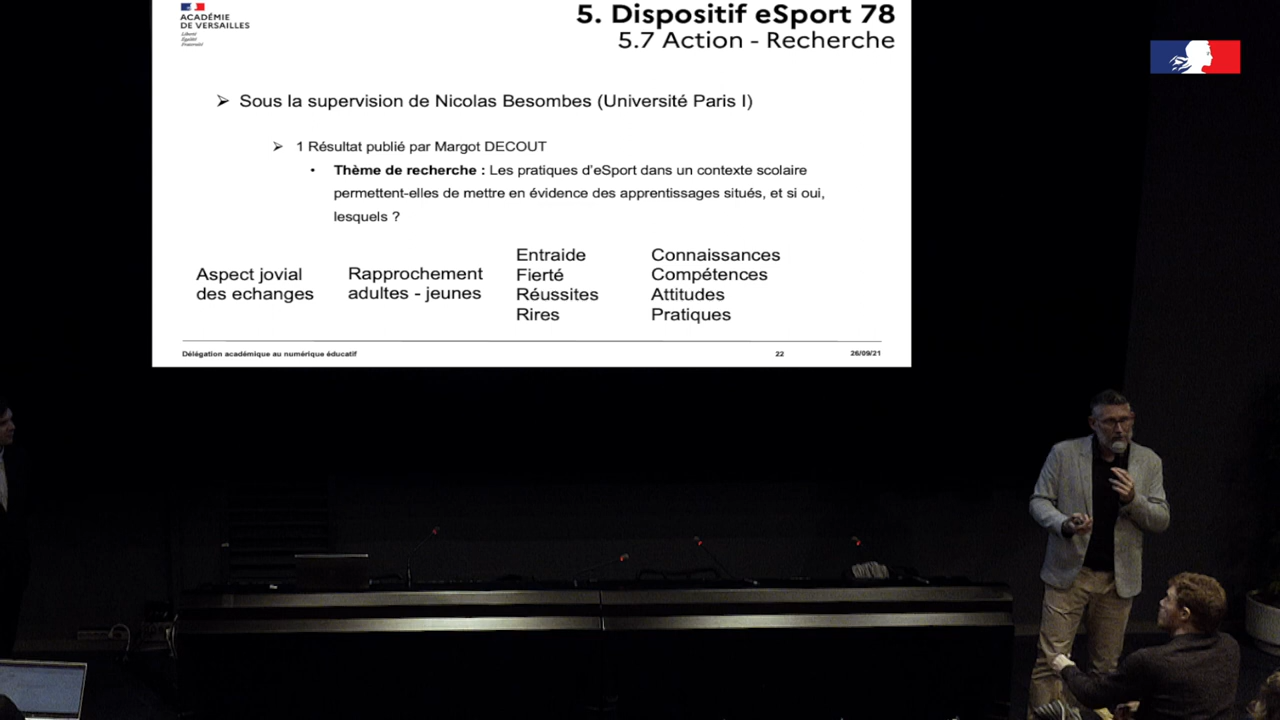 ACADÉMIE
DE VERSAILLES
Liberté
Égalité
Fraternité
5. Dispositif eSport 78
5.7 Action - Recherche
➢ Sous la supervision de Nicolas Besombes (Université Paris I)
➢ 1 Résultat publié par Margot DECOUT
• Thème de recherche : Les pratiques d'eSport dans un contexte scolaire
permettent-elles de mettre en évidence des apprentissages situés, et si oui,
lesquels ?
Aspect jovial
des echanges
Rapprochement
adultes - jeunes
Entraide
Fierté
Réussites
Rires
Connaissances
Compétences
Attitudes
Pratiques
Délégation académique au numérique éducatif
22
26/09/21